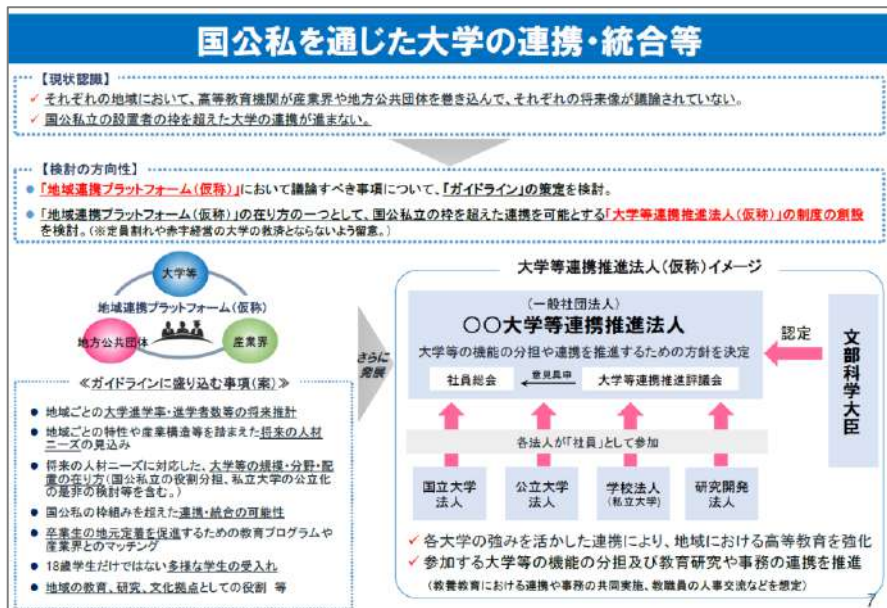 国公私を通じた大学の連携・統合等
【現状認識】
✓ それぞれの地域において、高等教育機関が産業界や地方公共団体を巻き込んで、それぞれの将来像が議論されていない。
✓ 国公私立の設置者の枠を超えた大学の連携が進まない。
【検討の方向性】
● 「地域連携プラットフォーム(仮称)」において議論すべき事項について、「ガイドライン」の策定を検討。
● 「地域連携プラットフォーム(仮称)」の在り方の一つとして、国公私立の枠を超えた連携を可能とする「大学等連携推進法人(仮称)」の制度の創設
を検討。(※定員割れや赤字経営の大学の救済とならないよう留意。)
大学等
地域連携プラットフォーム(仮称)
地方公共団体
産業界
≪ガイドラインに盛り込む事項(案)≫
● 地域ごとの大学進学率・進学者数等の将来推計
● 地域ごとの特性や産業構造等を踏まえた将来の人材
ニーズの見込み
● 将来の人材ニーズに対応した、大学等の規模・分野・配
置の在り方(国公私立の役割分担、私立大学の公立化
の是非の検討等を含む。)
● 国公私の枠組みを超えた連携・統合の可能性
● 卒業生の地元定着を促進するための教育プログラムや
産業界とのマッチング
● 18歳学生だけではない多様な学生の受入れ
● 地域の教育、研究、文化拠点としての役割 等
さらに
発展
大学等連携推進法人(仮称)イメージ
(一般社団法人)
〇〇大学等連携推進法人
大学等の機能の分担や連携を推進するための方針を決定
社員総会
意見具申
大学等連携推進評議会
認定
文部科学大臣
各法人が「社員」として参加
国立大学
法人
公立大学
法人
学校法人
(私立大学)
研究開発
法人
✓ 各大学の強みを活かした連携により、地域における高等教育を強化
✓ 参加する大学等の機能の分担及び教育研究や事務の連携を推進
(教養教育における連携や事務の共同実施、教職員の人事交流などを想定)
7